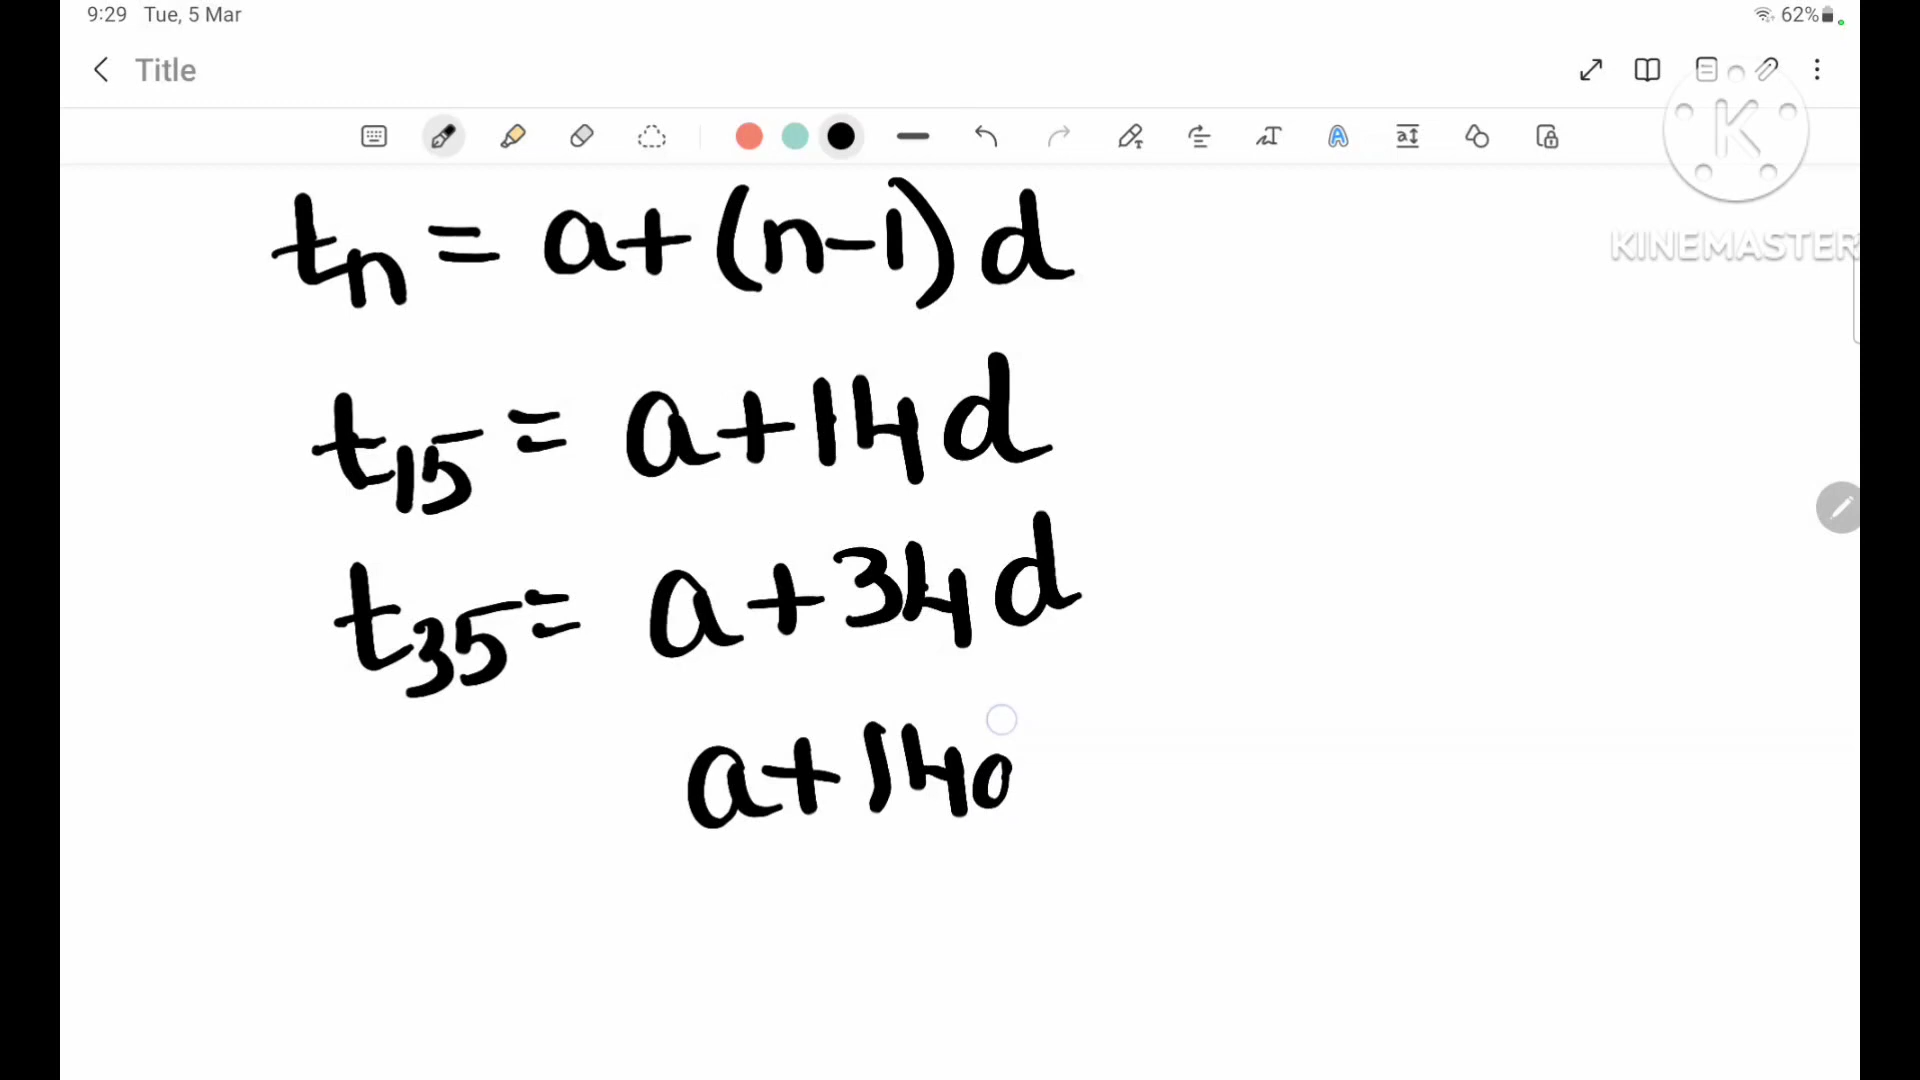 9:29 Tue, 5 Mar 62%
Title
K
KINEMASTER
tn = a+(n-1)d
t15 = a+14d
t35 = a+34d
a+140